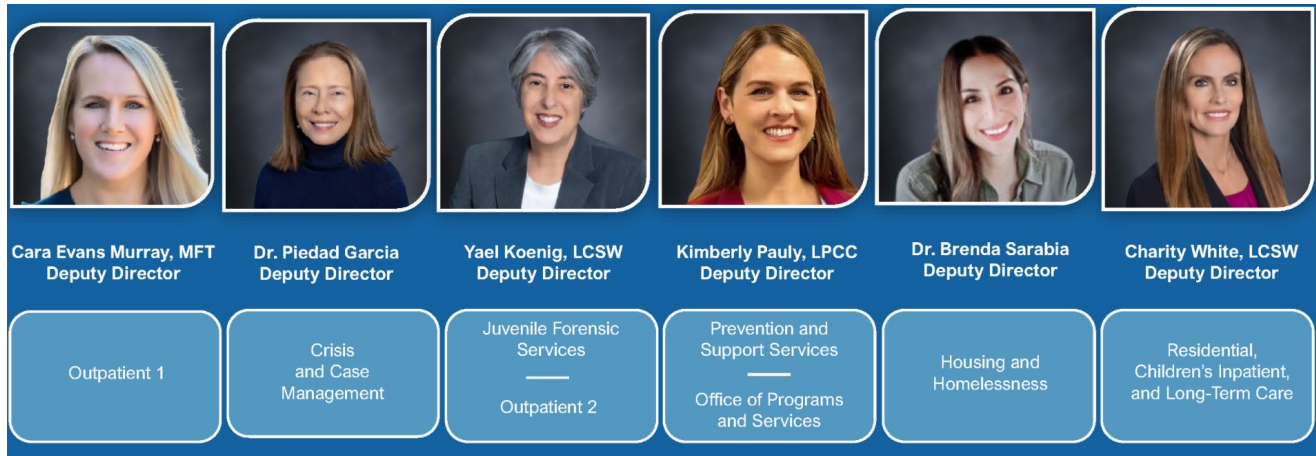 Cara Evans Murray, MFT
Deputy Director
Dr. Piedad Garcia
Deputy Director
Yael Koenig, LCSW
Deputy Director
Kimberly Pauly, LPCC
Deputy Director
Dr. Brenda Sarabia
Deputy Director
Charity White, LCSW
Deputy Director
Outpatient 1
Crisis
and Case
Management
Juvenile Forensic
Services
Outpatient 2
Prevention and
Support Services
Office of Programs
and Services
Housing and
Homelessness
Residential,
Children's Inpatient,
and Long-Term Care